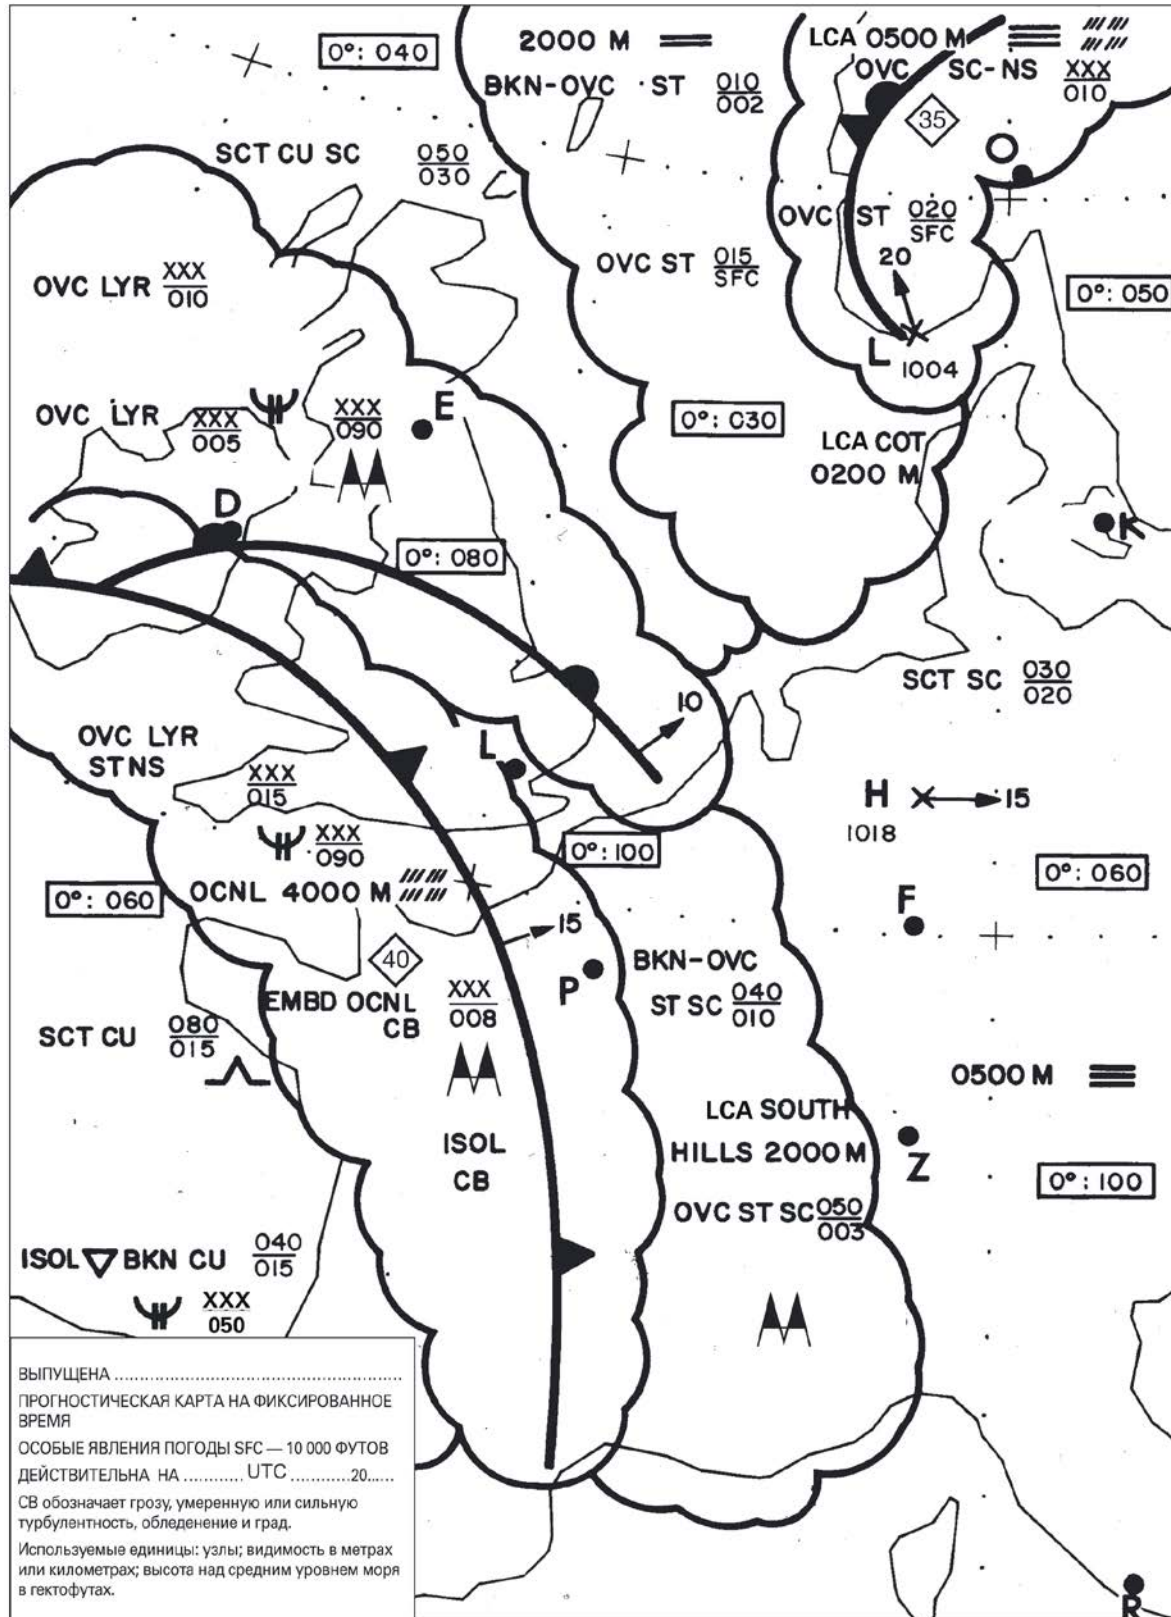 0°: 040
2000 M
BKN-OVC ST 010
002
LCA 0500 M
OVC SC-NS XXX
010
35
O
SCT CU SC 050
030
OVC ST 020
SFC
20
L
1004
OVC ST 015
SFC
0°: 050
OVC LYR XXX
010
OVC LYR XXX
005
XXX
090
E
0°: 030
LCA COT
0200 M
K
D
0°: 080
SCT SC 030
020
10
OVC LYR
STNS
XXX
015
L
H
15
1018
XXX
090
0°: 100
0°: 060
OCNL 4000 M
0°: 060
F
15
40
P
BKN-OVC
ST SC 040
010
EMBD OCNL
CB
XXX
008
SCT CU 080
015
0500 M
LCA SOUTH
HILLS 2000 M
Z
ISOL
CB
OVC ST SC 050
003
0°: 100
ISOL BKN CU 040
015
XXX
050
ВЫПУЩЕНА ......................................................
ПРОГНОСТИЧЕСКАЯ КАРТА НА ФИКСИРОВАННОЕ
ВРЕМЯ
ОСОБЫЕ ЯВЛЕНИЯ ПОГОДЫ SFC — 10 000 ФУТОВ
ДЕЙСТВИТЕЛЬНА НА ........... UTC ...........20......
CB обозначает грозу, умеренную или сильную
турбулентность, обледенение и град.
Используемые единицы: узлы; видимость в метрах
или километрах; высота над средним уровнем моря
в гектофутах.
R